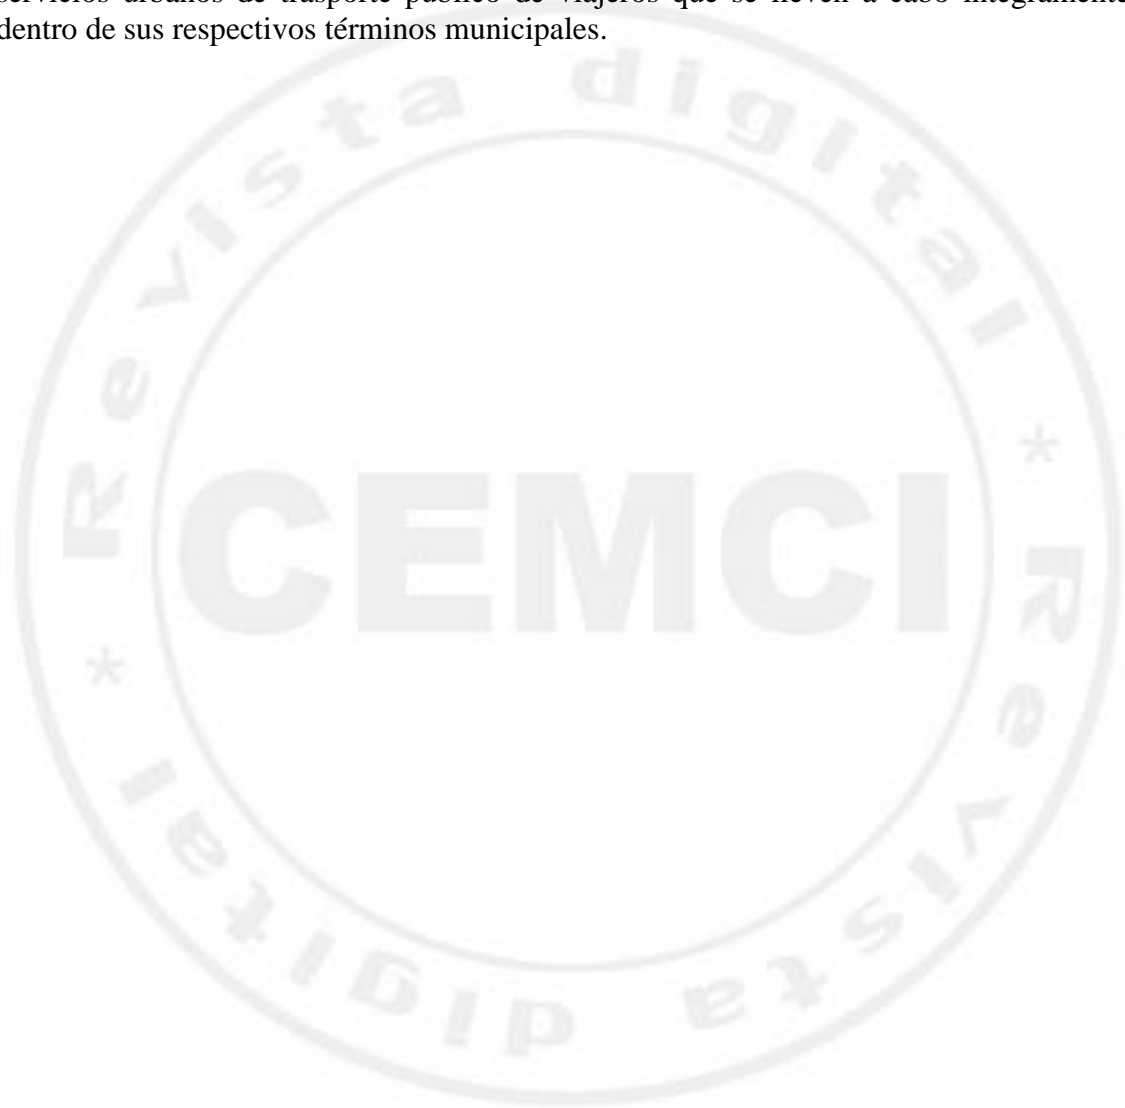 servicios urbanos de trasporte público de viajeros que se lleven a cabo íntegramente
dentro de sus respectivos términos municipales.
Revista digital * Revista digital *
CEMCI